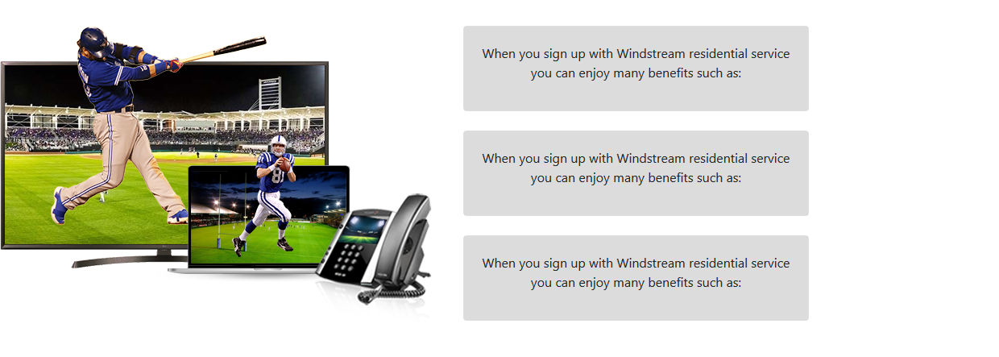 When you sign up with Windstream residential service
you can enjoy many benefits such as:
When you sign up with Windstream residential service
you can enjoy many benefits such as:
When you sign up with Windstream residential service
you can enjoy many benefits such as: